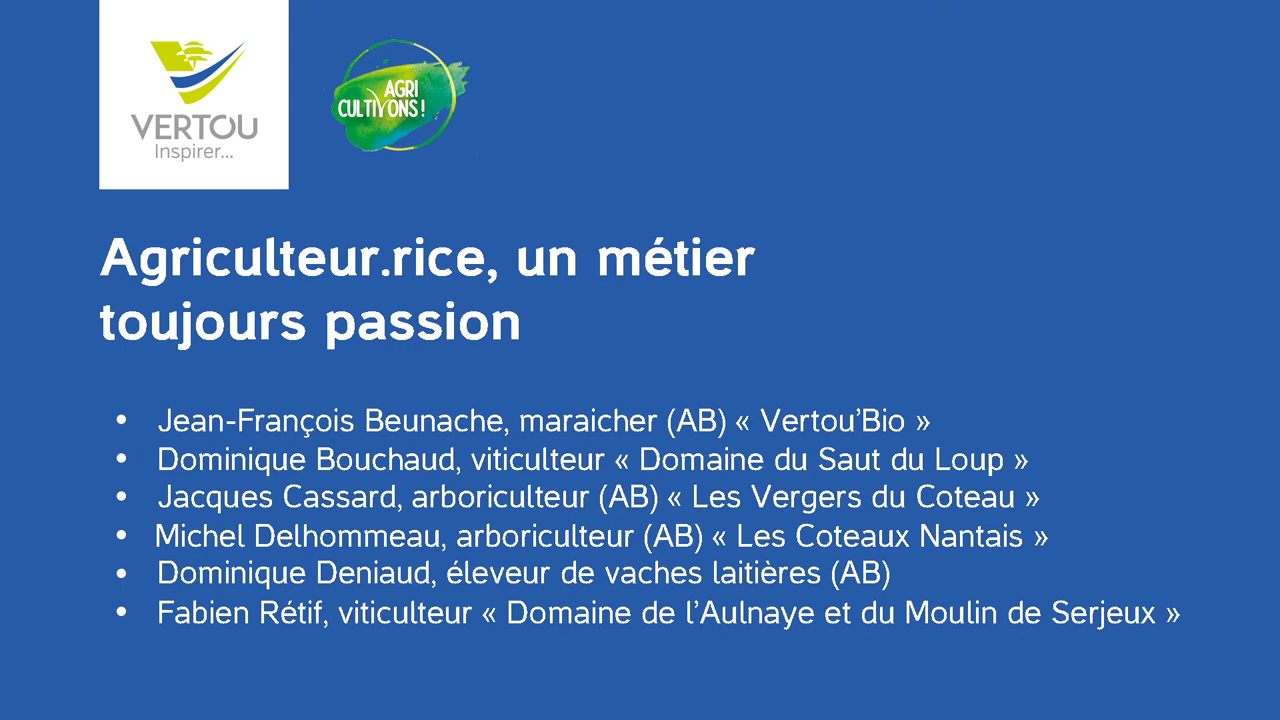 VERTOU
Inspirer...
AGRI
CULTIVONS !
Agriculteur.rice, un métier
toujours passion
• Jean-François Beunache, maraicher (AB) « Vertou’Bio »
• Dominique Bouchaud, viticulteur « Domaine du Saut du Loup »
• Jacques Cassard, arboriculteur (AB) « Les Vergers du Coteau »
• Michel Delhommeau, arboriculteur (AB) « Les Coteaux Nantais »
• Dominique Deniaud, éleveur de vaches laitières (AB)
• Fabien Rétif, viticulteur « Domaine de l’Aulnaye et du Moulin de Serjeux »